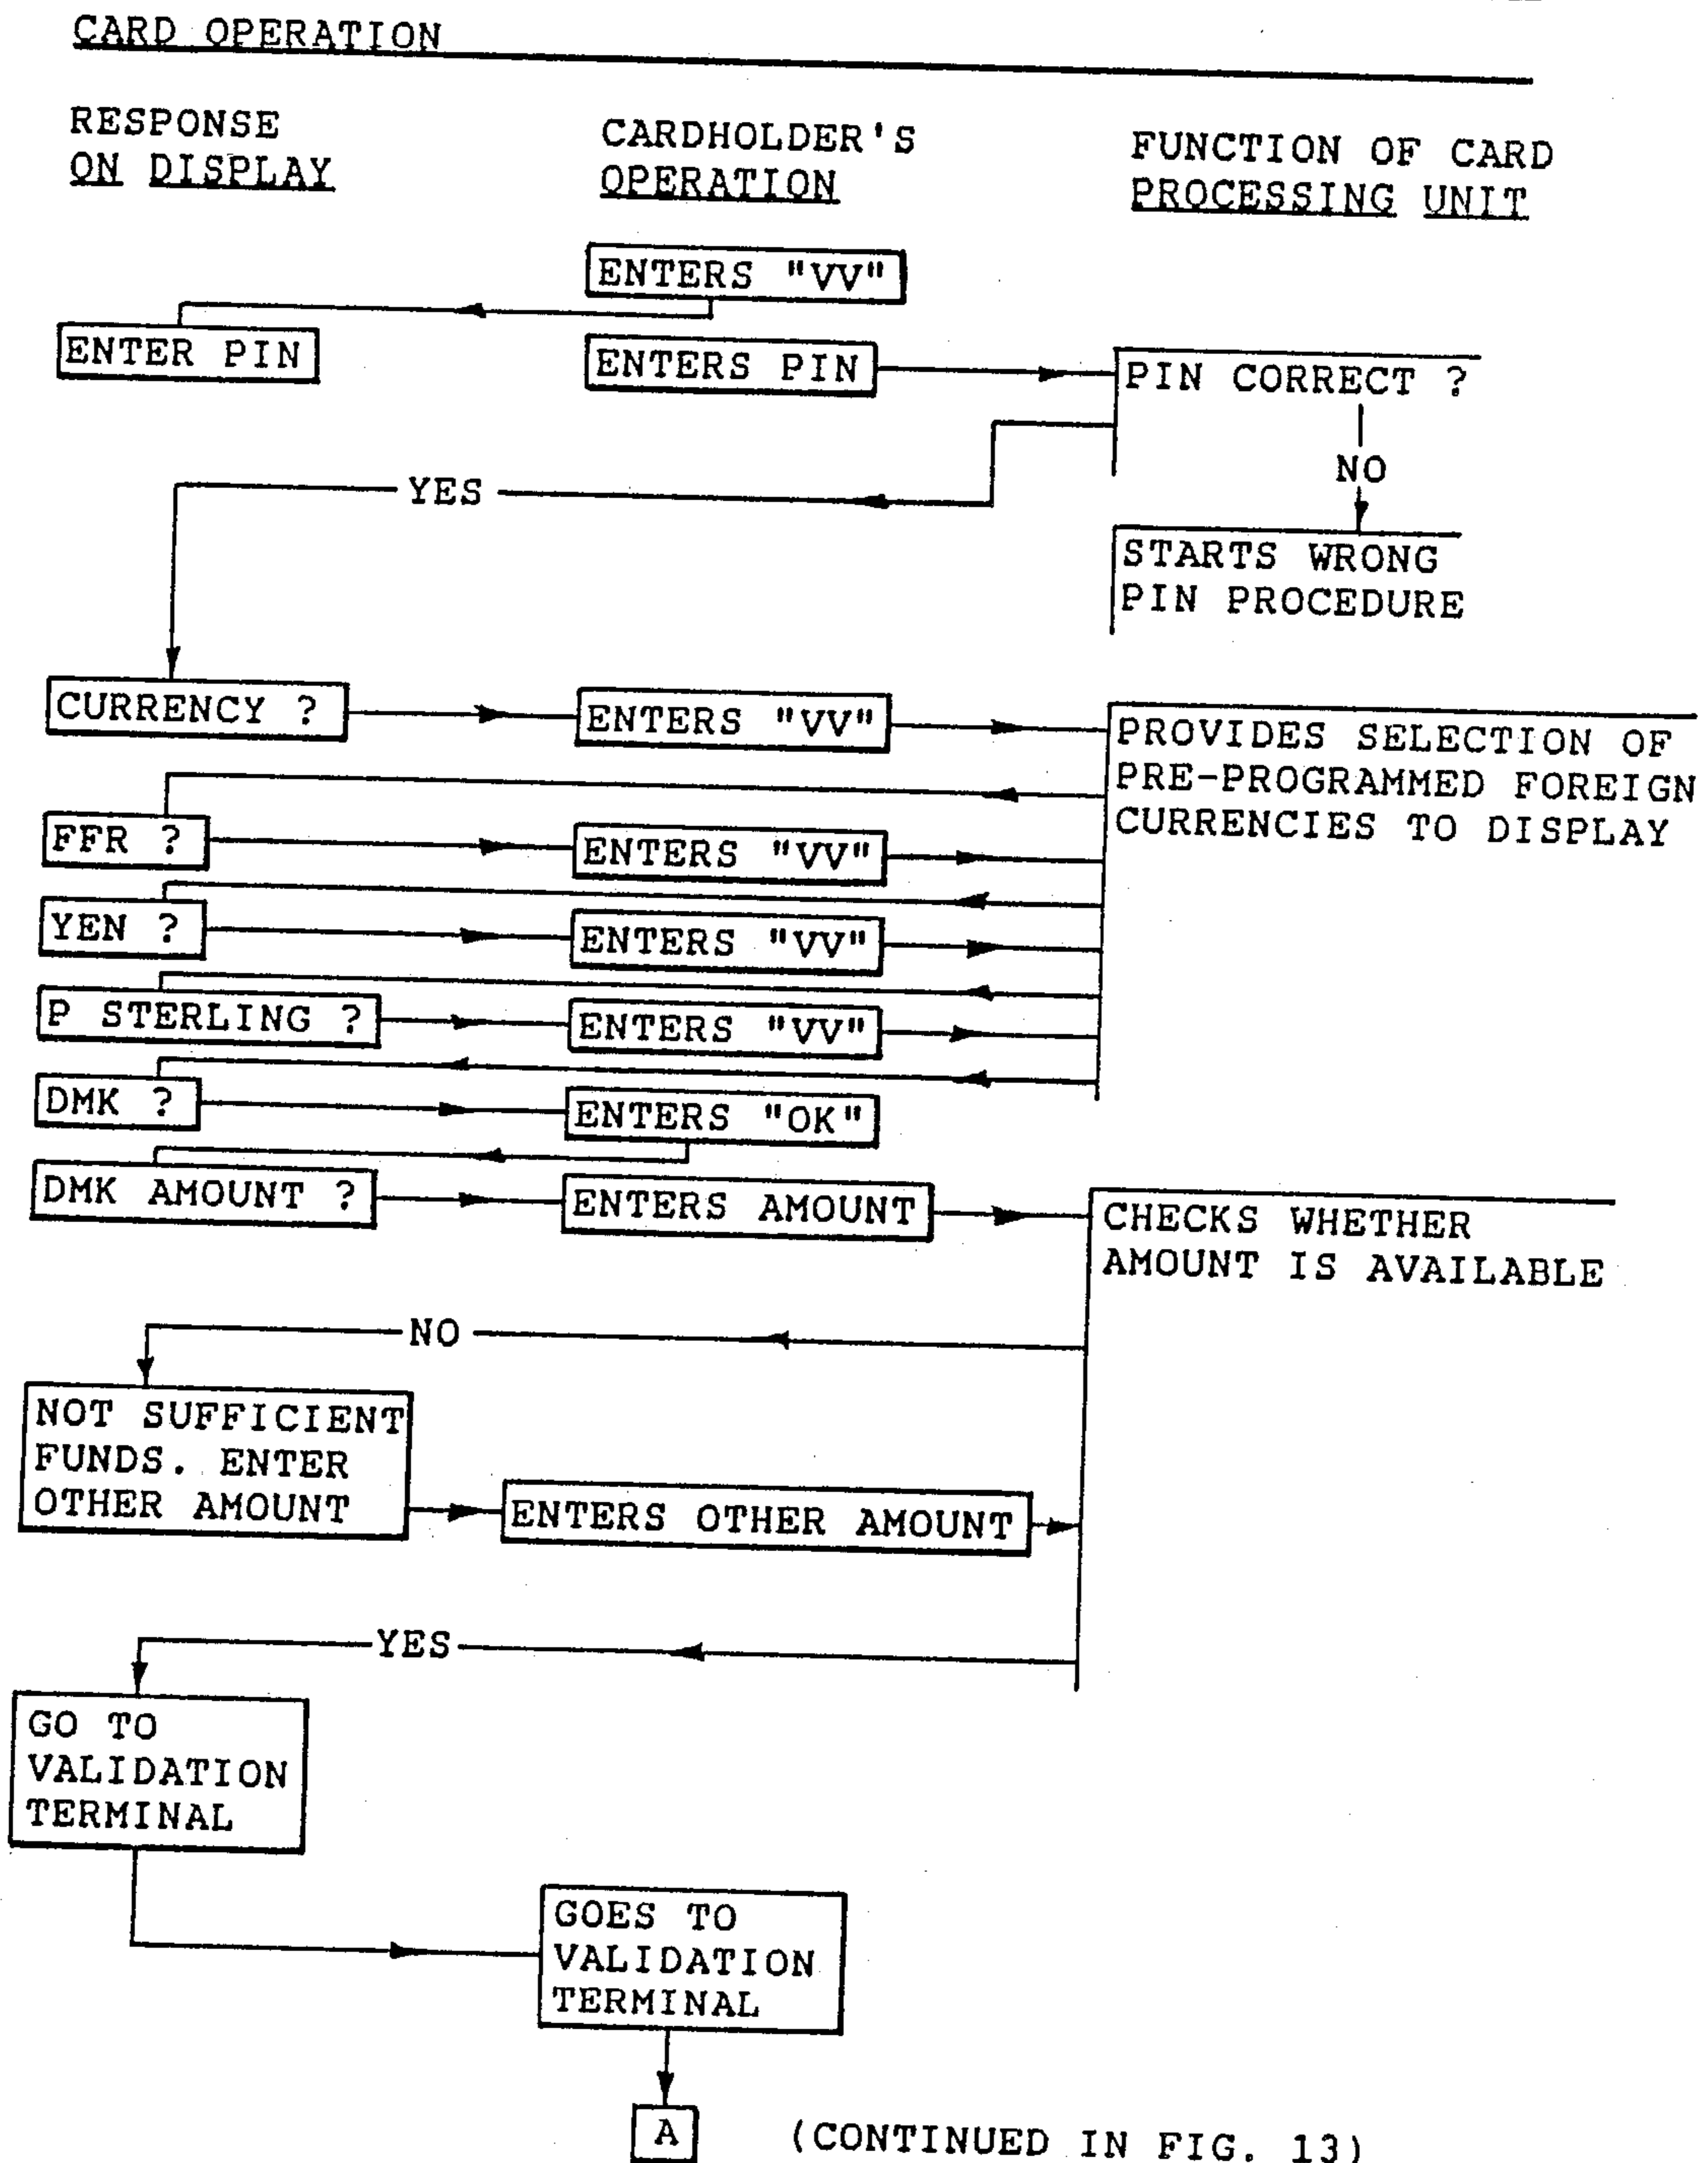 CARD OPERATION
RESPONSE
ON DISPLAY
CARDHOLDER'S
OPERATION
FUNCTION OF CARD
PROCESSING UNIT
ENTERS "VV"
ENTER PIN
ENTERS PIN
PIN CORRECT ?
NO
YES
STARTS WRONG
PIN PROCEDURE
CURRENCY ?
ENTERS "VV"
PROVIDES SELECTION OF
PRE-PROGRAMMED FOREIGN
CURRENCIES TO DISPLAY
FFR ?
ENTERS "VV"
YEN ?
ENTERS "VV"
P STERLING ?
ENTERS "VV"
DMK ?
ENTERS "OK"
DMK AMOUNT ?
ENTERS AMOUNT
CHECKS WHETHER
AMOUNT IS AVAILABLE
NO
NOT SUFFICIENT
FUNDS. ENTER
OTHER AMOUNT
ENTERS OTHER AMOUNT
YES
GO TO
VALIDATION
TERMINAL
GOES TO
VALIDATION
TERMINAL
A
(CONTINUED IN FIG. 13)